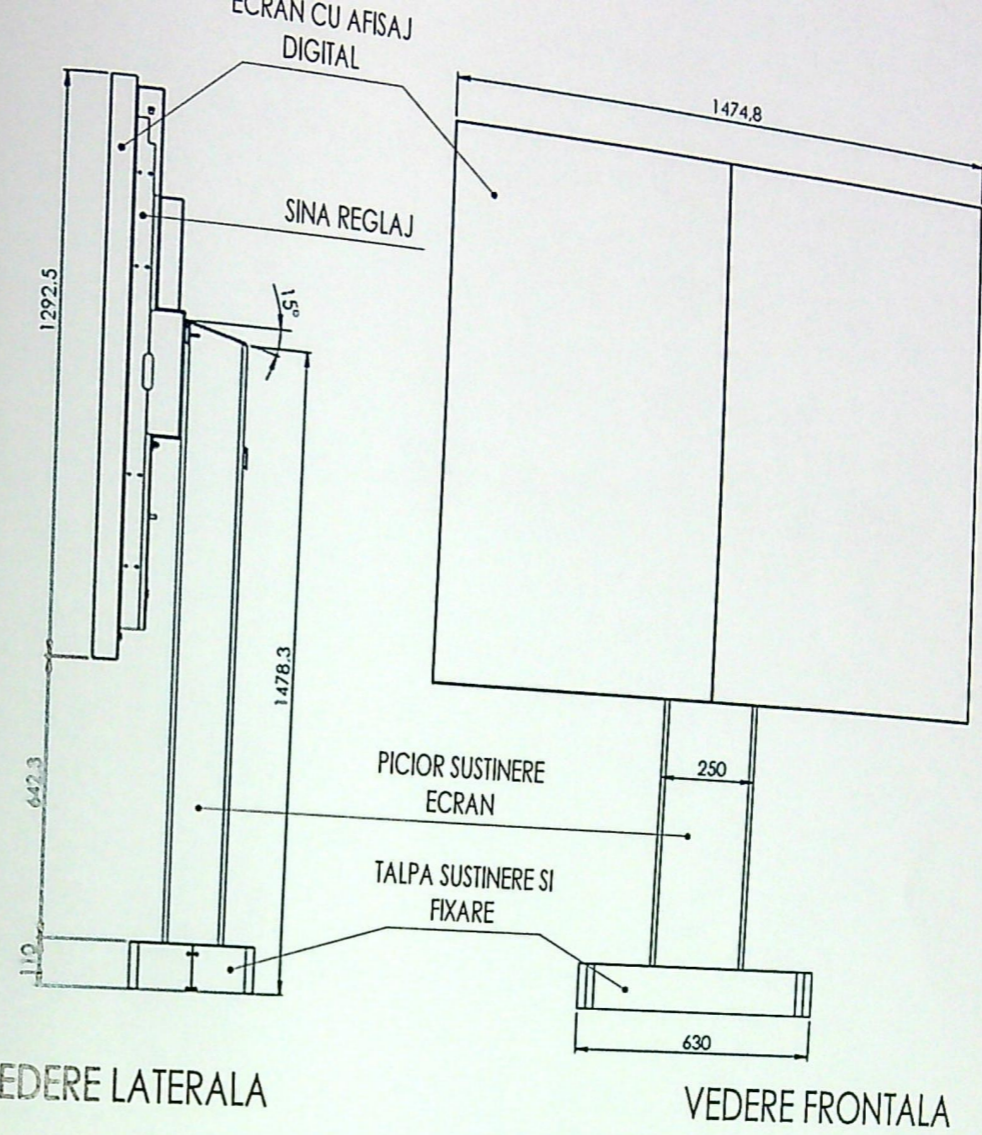 ECRAN CU AFISAJ
DIGITAL
1474,8
SINA REGLAJ
15°
1292.5
1478.3
642.3
PICIOR SUSTINERE
ECRAN
250
TALPA SUSTINERE SI
FIXARE
110
630
EDERE LATERALA
VEDERE FRONTALA